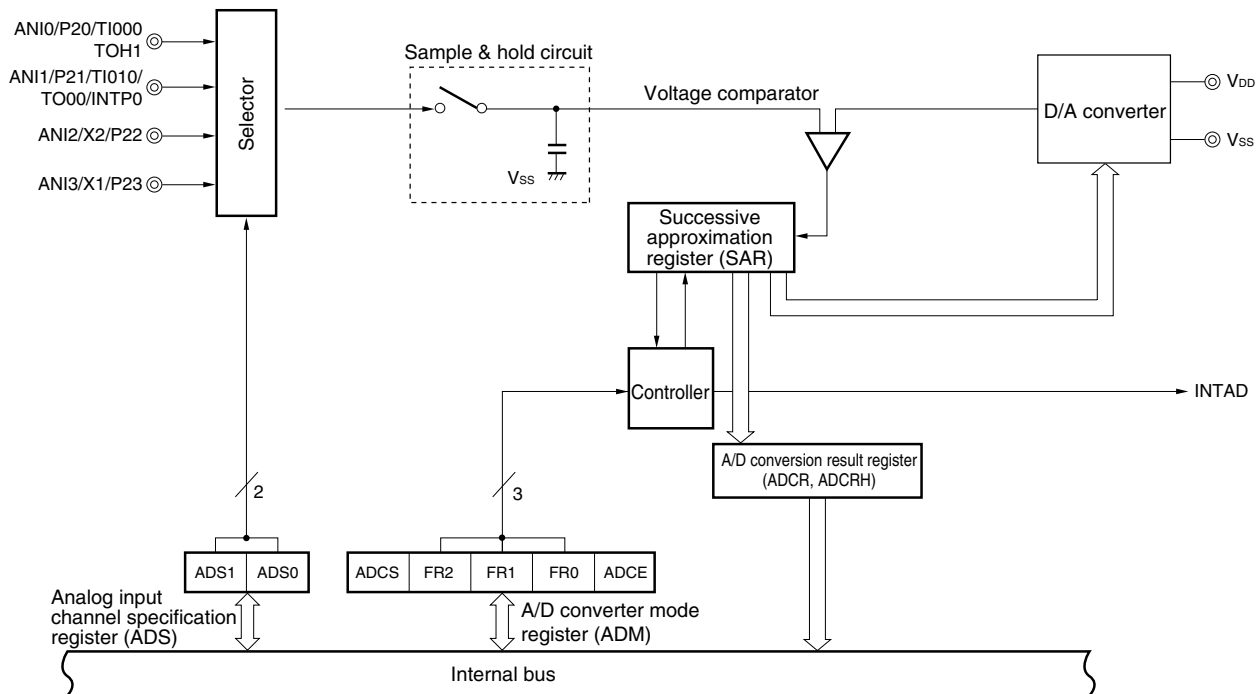 ANI0/P20/TI000
TOH1
ANI1/P21/TI010/
TO00/INTP0
ANI2/X2/P22
ANI3/X1/P23
Selector
Sample & hold circuit
VSS
Voltage comparator
D/A converter
VDD
VSS
Successive
approximation
register (SAR)
Controller
INTAD
A/D conversion result register
(ADCR, ADCRH)
2
3
ADS1 ADS0
ADCS FR2 FR1 FR0 ADCE
Analog input
channel specification
register (ADS)
A/D converter mode
register (ADM)
Internal bus